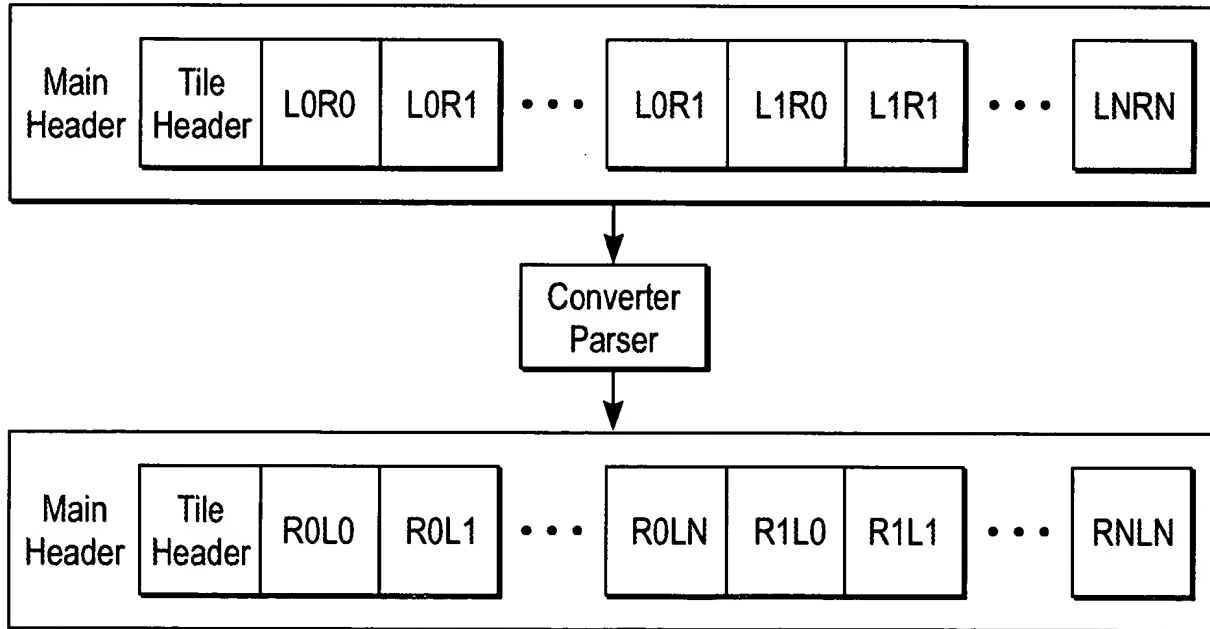 Main
Header
Tile
Header
L0R0
L0R1
• • •
L0R1
L1R0
L1R1
• • •
LNRN
Converter
Parser
Main
Header
Tile
Header
R0L0
R0L1
• • •
R0LN
R1L0
R1L1
• • •
RNLN